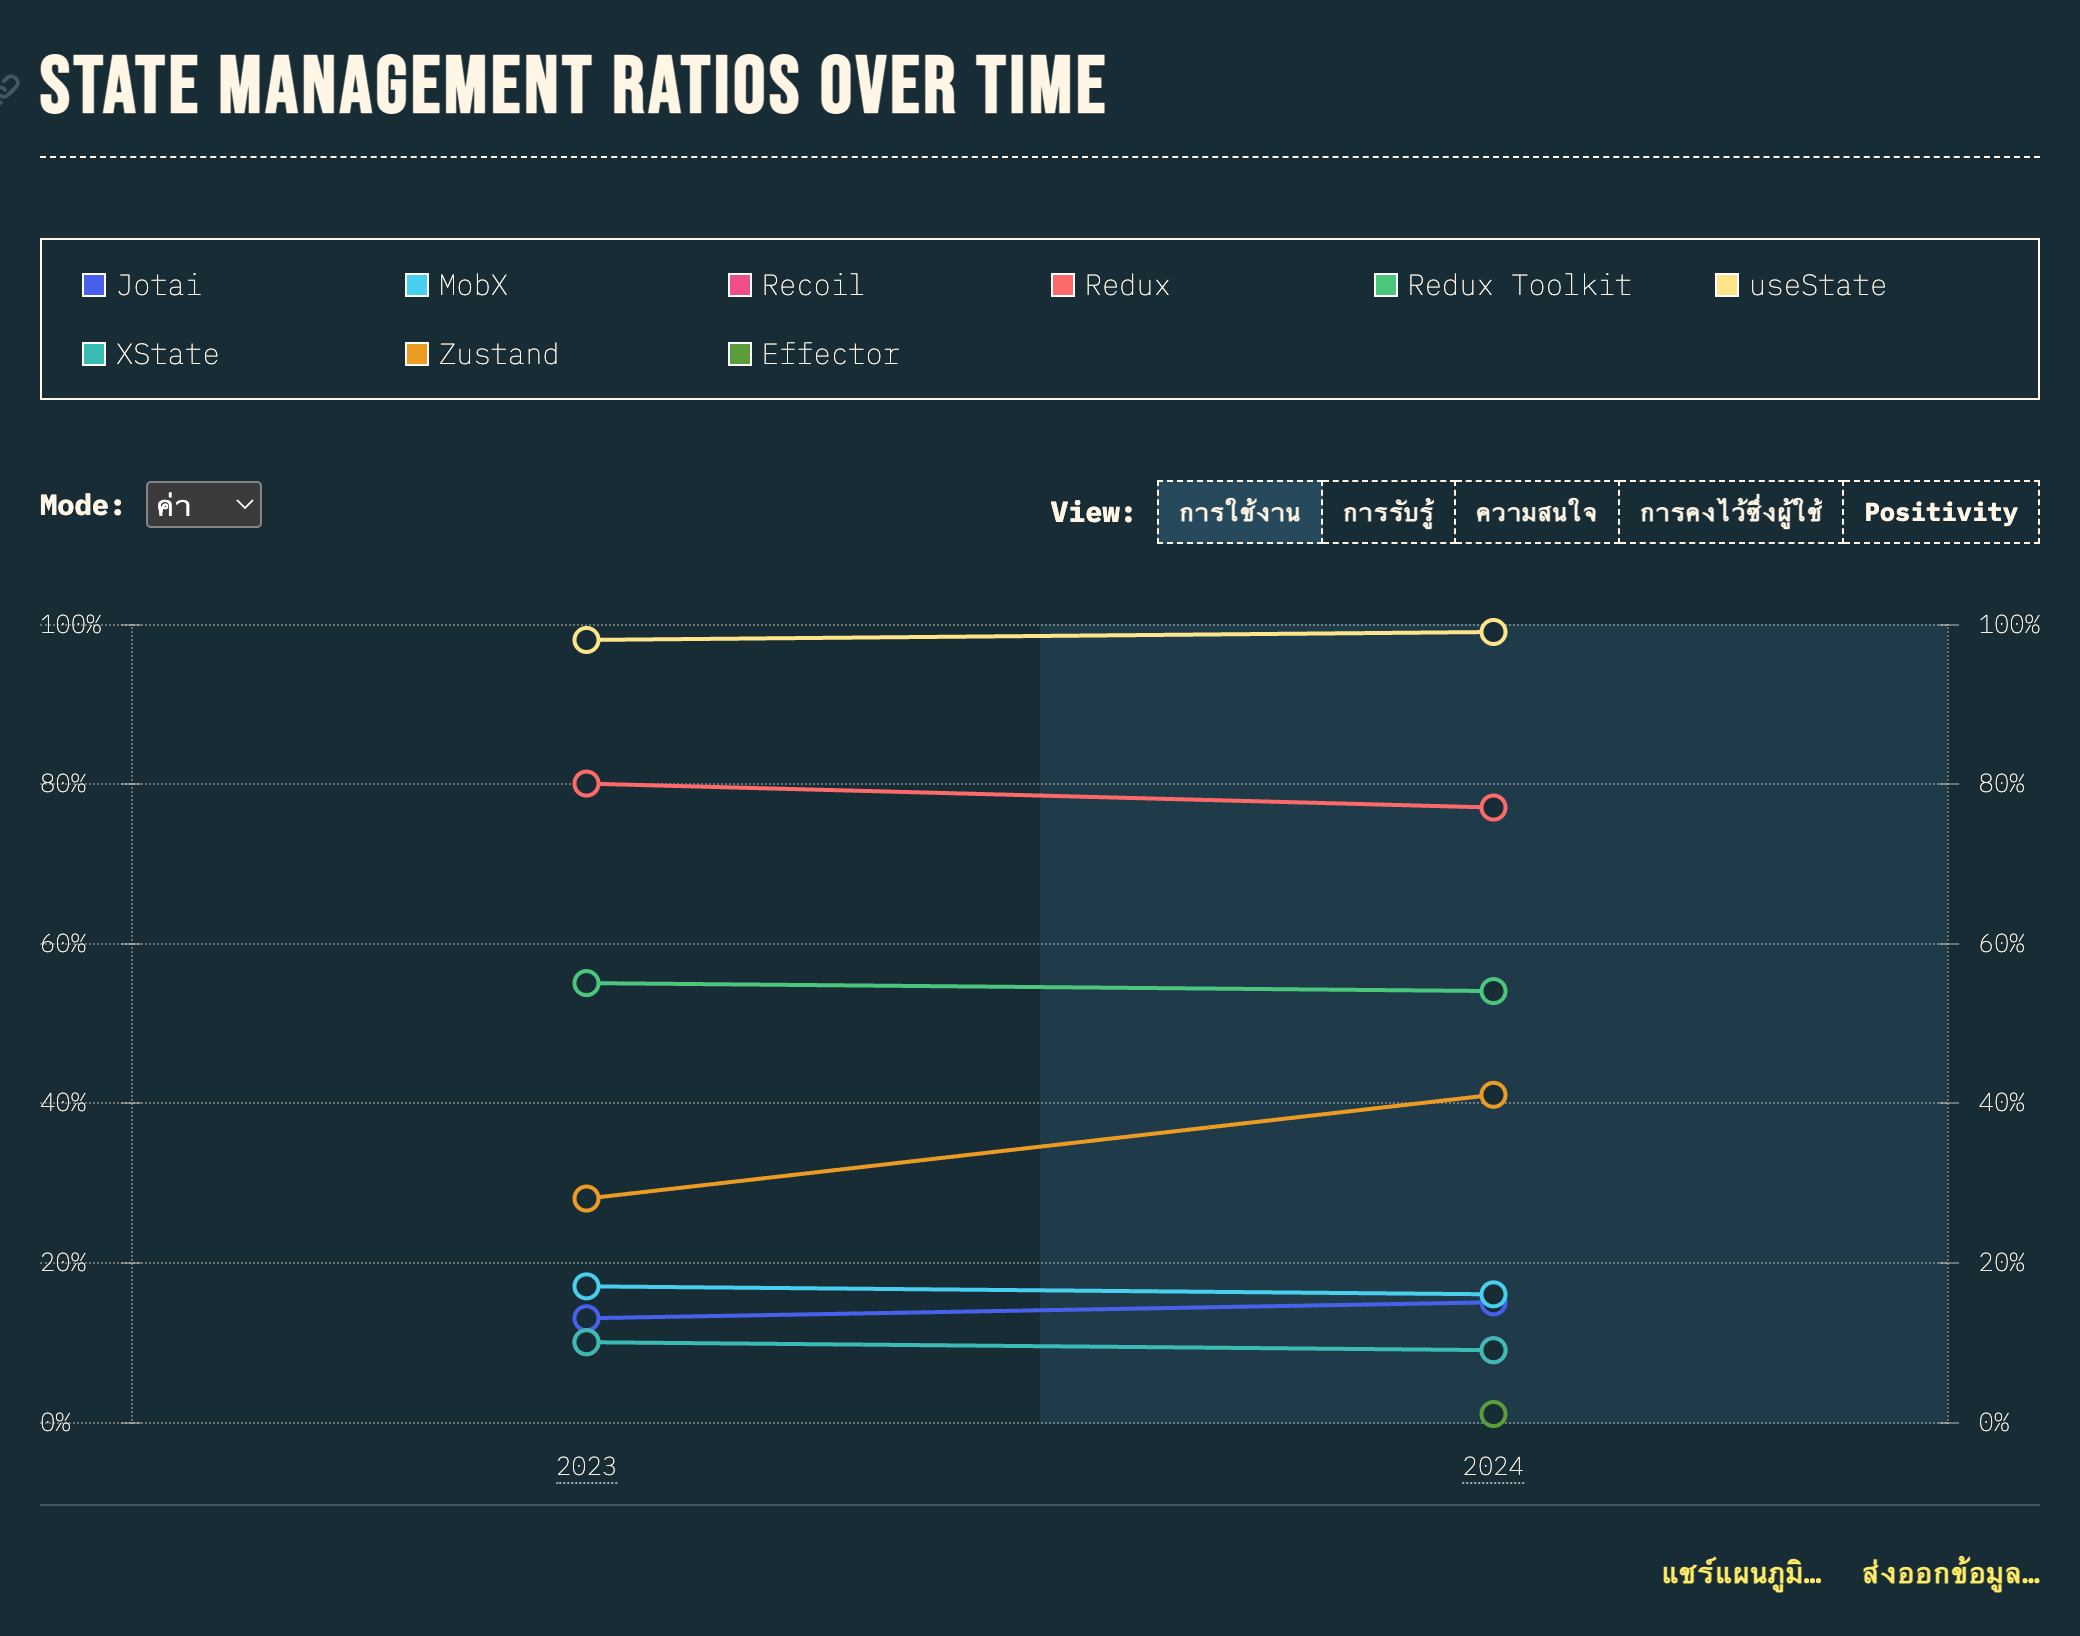 STATE MANAGEMENT RATIOS OVER TIME
Jotai MobX Recoil Redux Redux Toolkit useState
XState Zustand Effector
Mode: ค่า View: การใช้งาน การรับรู้ ความสนใจ การคงไว้ซึ่งผู้ใช้ Positivity
100% 100%
80% 80%
60% 60%
40% 40%
20% 20%
0% 0%
2023 2024
แชร์แผนภูมิ… ส่งออกข้อมูล…